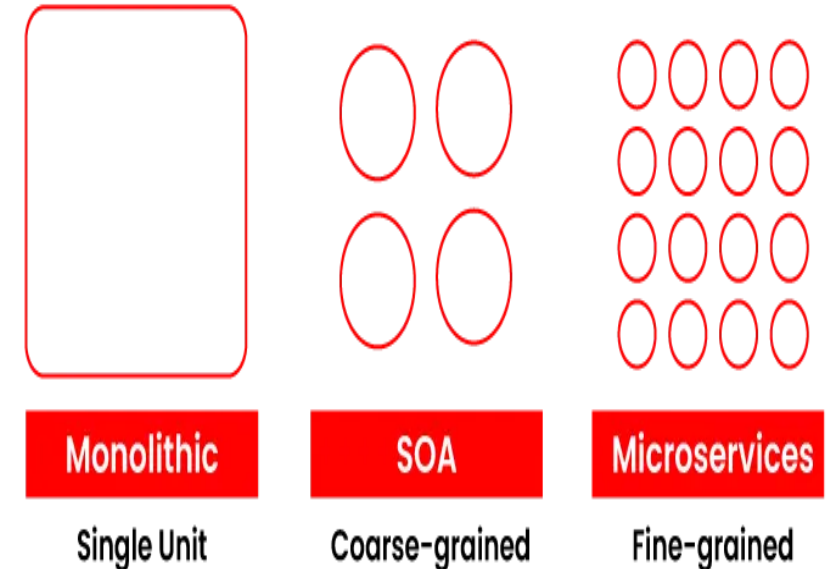 Monolithic
SOA
Microservices
Single Unit
Coarse-grained
Fine-grained